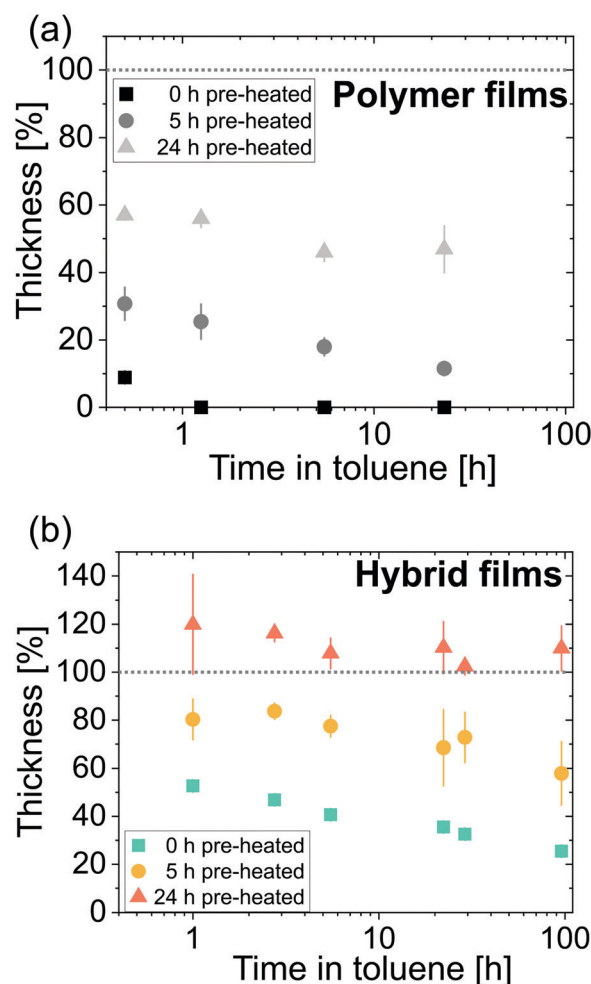 (a)
Polymer films
0 h pre-heated
5 h pre-heated
24 h pre-heated
Thickness [%]
100
80
60
40
20
0
1
10
100
Time in toluene [h]
(b)
Hybrid films
Thickness [%]
140
120
100
80
60
40
20
0
0 h pre-heated
5 h pre-heated
24 h pre-heated
1
10
100
Time in toluene [h]